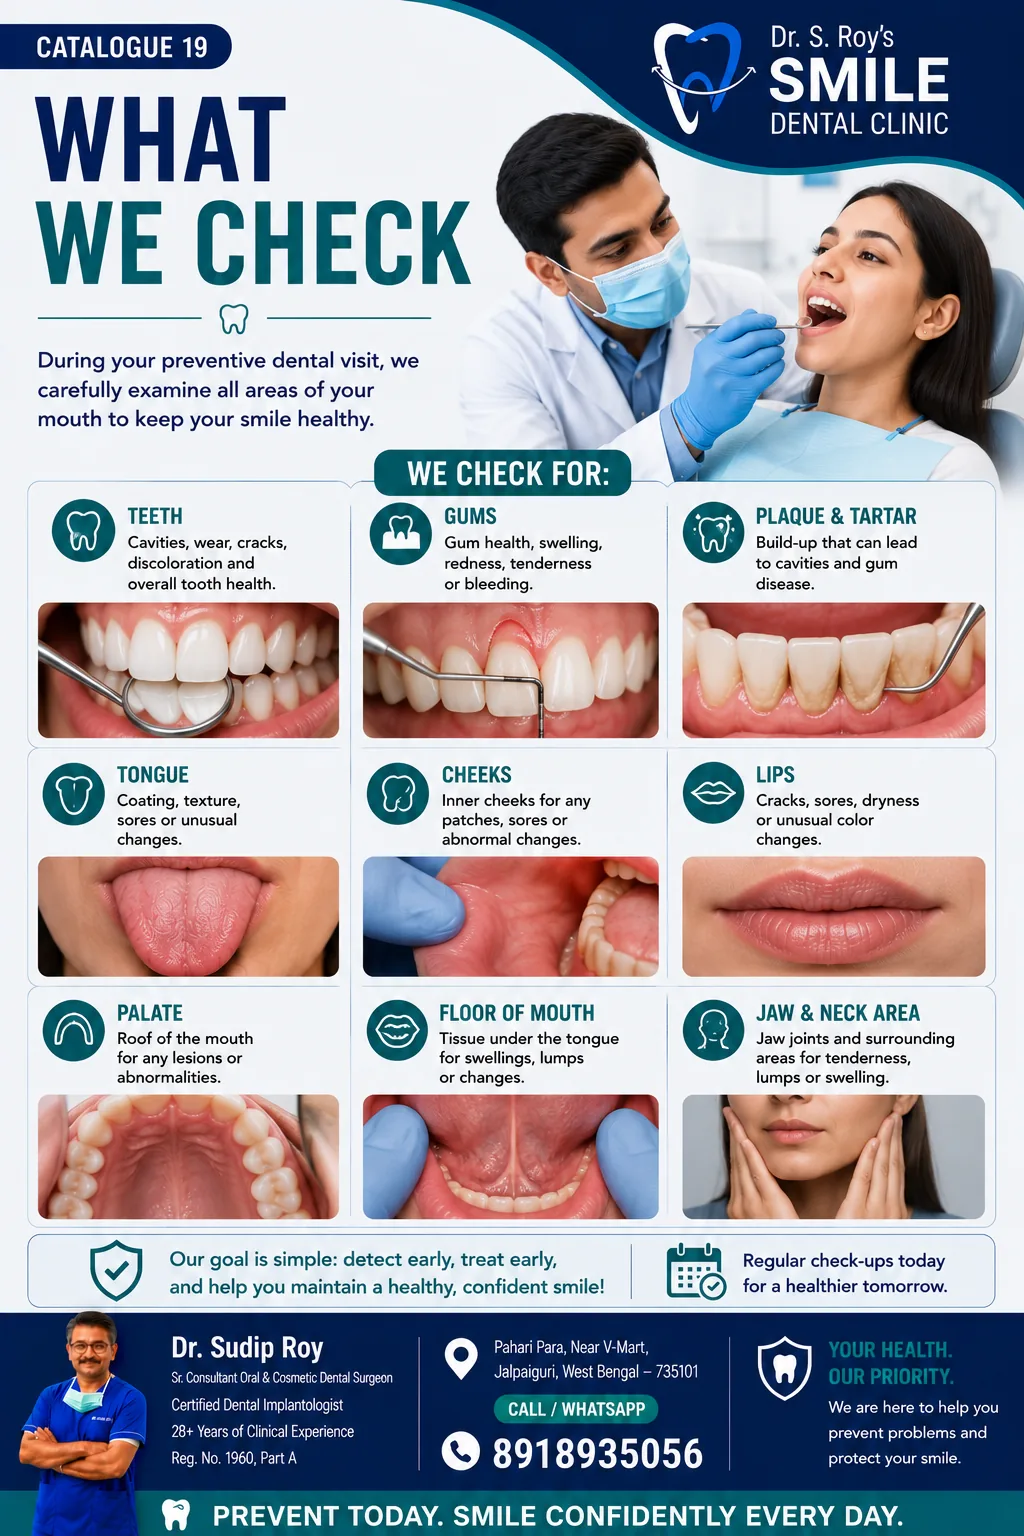 CATALOGUE 19
Dr. S. Roy's
SMILE
DENTAL CLINIC
WHAT
WE CHECK
During your preventive dental visit, we
carefully examine all areas of your
mouth to keep your smile healthy.
WE CHECK FOR:
TEETH
Cavities, wear, cracks,
discoloration and
overall tooth health.
GUMS
Gum health, swelling,
redness, tenderness
or bleeding.
PLAQUE & TARTAR
Build-up that can lead
to cavities and gum
disease.
TONGUE
Coating, texture,
sores or unusual
changes.
CHEEKS
Inner cheeks for any
patches, sores or
abnormal changes.
LIPS
Cracks, sores, dryness
or unusual color
changes.
PALATE
Roof of the mouth
for any lesions or
abnormalities.
FLOOR OF MOUTH
Tissue under the tongue
for swellings, lumps
or changes.
JAW & NECK AREA
Jaw joints and surrounding
areas for tenderness,
lumps or swelling.
Our goal is simple: detect early, treat early,
and help you maintain a healthy, confident smile!
Regular check-ups today
for a healthier tomorrow.
Dr. Sudip Roy
Sr. Consultant Oral & Cosmetic Dental Surgeon
Certified Dental Implantologist
28+ Years of Clinical Experience
Reg. No. 1960, Part A
Pahari Para, Near V-Mart,
Jalpaiguri, West Bengal – 735101
CALL / WHATSAPP
8918935056
YOUR HEALTH.
OUR PRIORITY.
We are here to help you
prevent problems and
protect your smile.
PREVENT TODAY. SMILE CONFIDENTLY EVERY DAY.